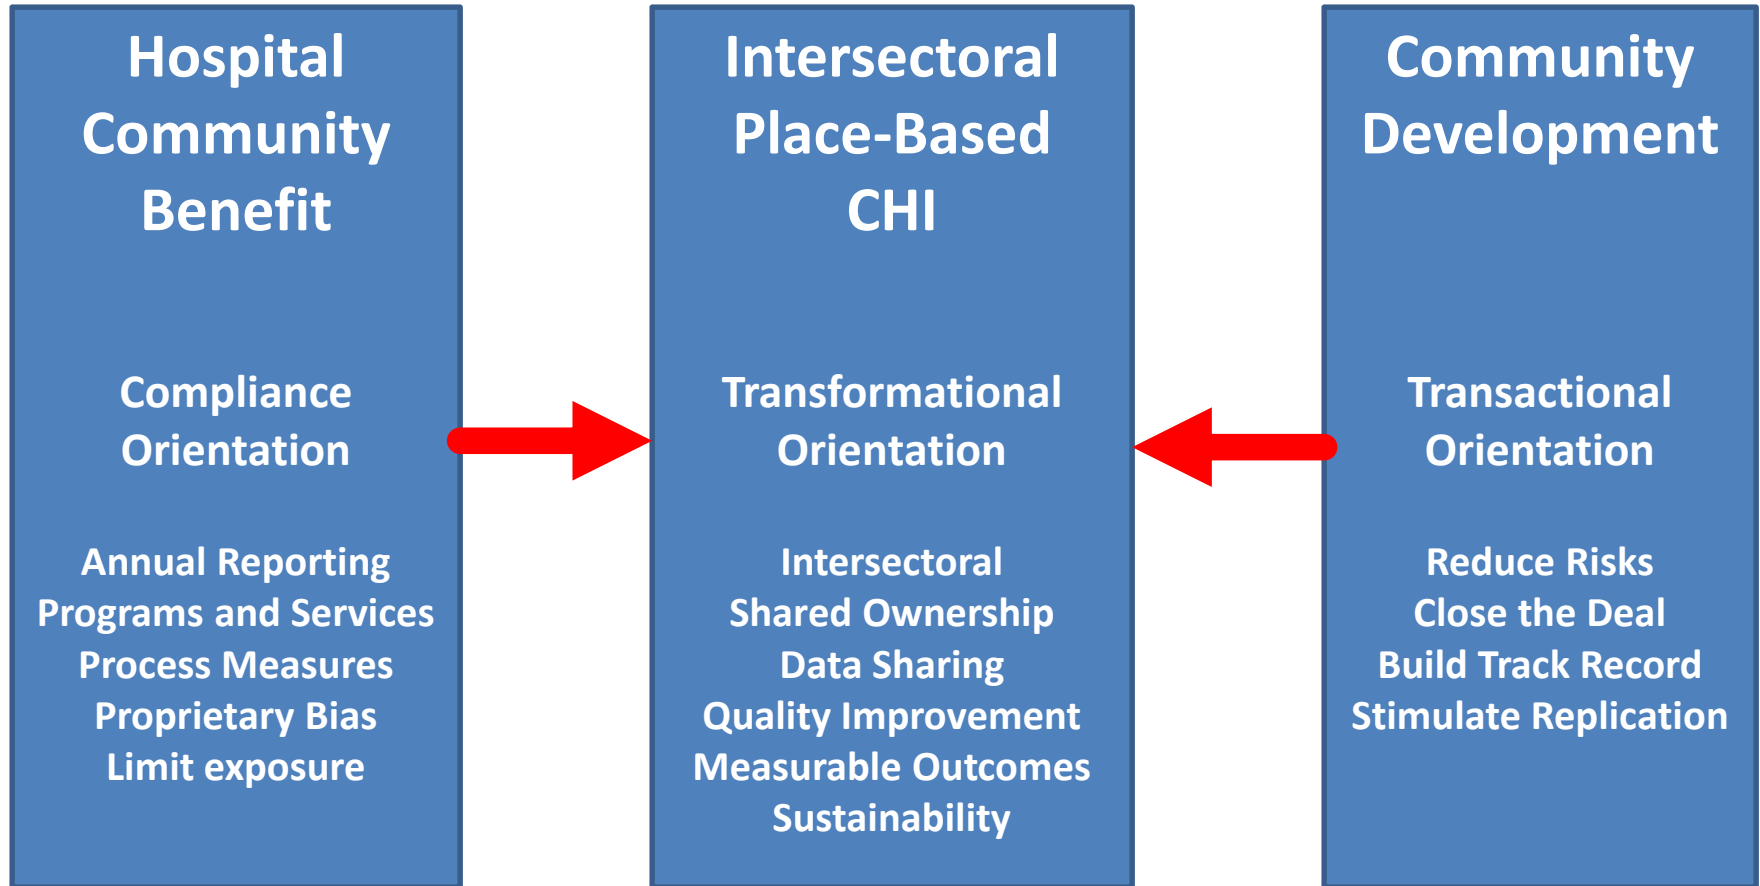 Hospital
Community
Benefit
Compliance
Orientation
Annual Reporting
Programs and Services
Process Measures
Proprietary Bias
Limit exposure
Intersectoral
Place-Based
CHI
Transformational
Orientation
Intersectoral
Shared Ownership
Data Sharing
Quality Improvement
Measurable Outcomes
Sustainability
Community
Development
Transactional
Orientation
Reduce Risks
Close the Deal
Build Track Record
Stimulate Replication